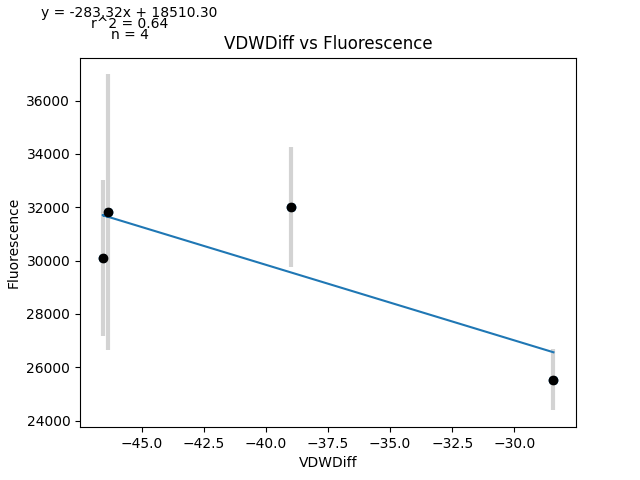 y = -283.32x + 18510.30
r^2 = 0.64
n = 4
VDWDiff vs Fluorescence
36000
34000
32000
30000
28000
26000
24000
Fluorescence
−45.0 −42.5 −40.0 −37.5 −35.0 −32.5 −30.0
VDWDiff